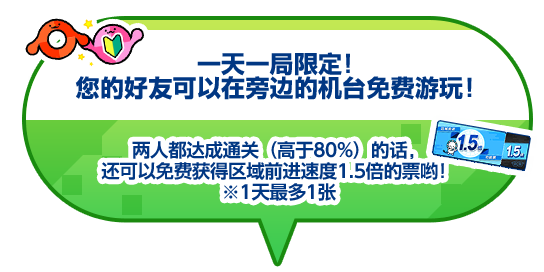 一天一局限定！
您的好友可以在旁边的机台免费游玩！
两人都达成通关（高于80%）的话，
还可以免费获得区域前进速度1.5倍的票哟！
※1天最多1张
1.5倍
1.5